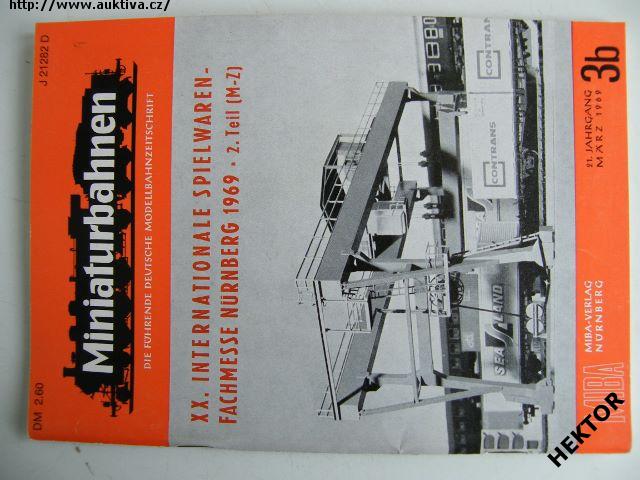 http://www.auktiva.cz/
J 21282 D
DM 2.60
Miniaturbahnen
DIE FÜHRENDE DEUTSCHE MODELLBAHNZEITSCHRIFT
XX. INTERNATIONALE SPIELWAREN-
FACHMESSE NÜRNBERG 1969 · 2. Teil (M-Z)
CONTRANS
CONTRANS
SEA LAND
MIBA
MIBA-VERLAG
NÜRNBERG
21. JAHRGANG
MÄRZ 1969
3b
HEKTOR